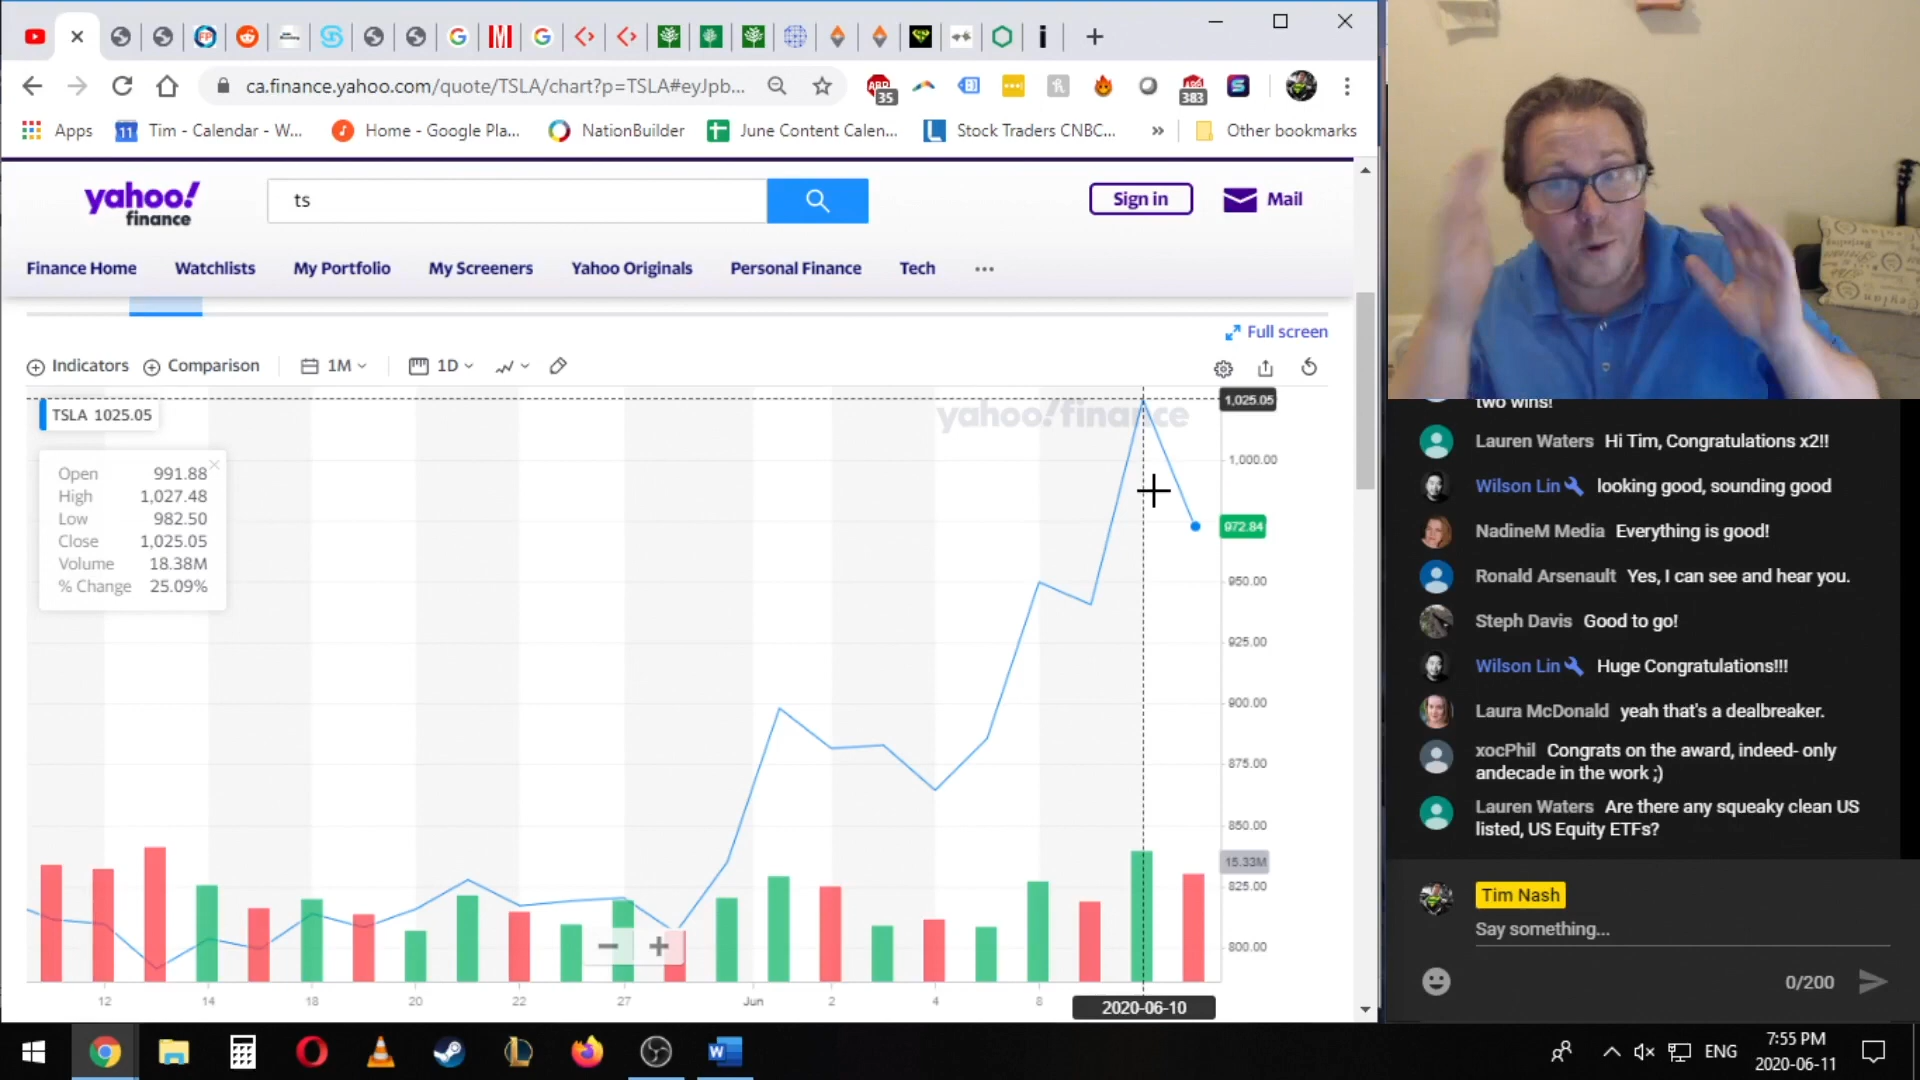 ca.finance.yahoo.com/quote/TSLA/chart?p=TSLA#eyJpb...
35
383
Apps
11
Tim - Calendar - W...
Home - Google Pla...
NationBuilder
June Content Calen...
Stock Traders CNBC...
»
Other bookmarks
yahoo!
finance
ts
Sign in
Mail
Finance Home
Watchlists
My Portfolio
My Screeners
Yahoo Originals
Personal Finance
Tech
Full screen
Indicators
Comparison
1M
1D
TSLA 1025.05
yahoo!finance
1,025.05
Open 991.88
High 1,027.48
Low 982.50
Close 1,025.05
Volume 18.38M
% Change 25.09%
1,000.00
972.84
950.00
925.00
900.00
875.00
850.00
15.33M
825.00
800.00
12
14
18
20
22
27
Jun
2
4
8
2020-06-10
two wins!
Lauren Waters Hi Tim, Congratulations x2!!
Wilson Lin looking good, sounding good
NadineM Media Everything is good!
Ronald Arsenault Yes, I can see and hear you.
Steph Davis Good to go!
Wilson Lin Huge Congratulations!!!
Laura McDonald yeah that's a dealbreaker.
xocPhil Congrats on the award, indeed- only
andecade in the work ;)
Lauren Waters Are there any squeaky clean US
listed, US Equity ETFs?
Tim Nash
Say something...
0/200
ENG
7:55 PM
2020-06-11